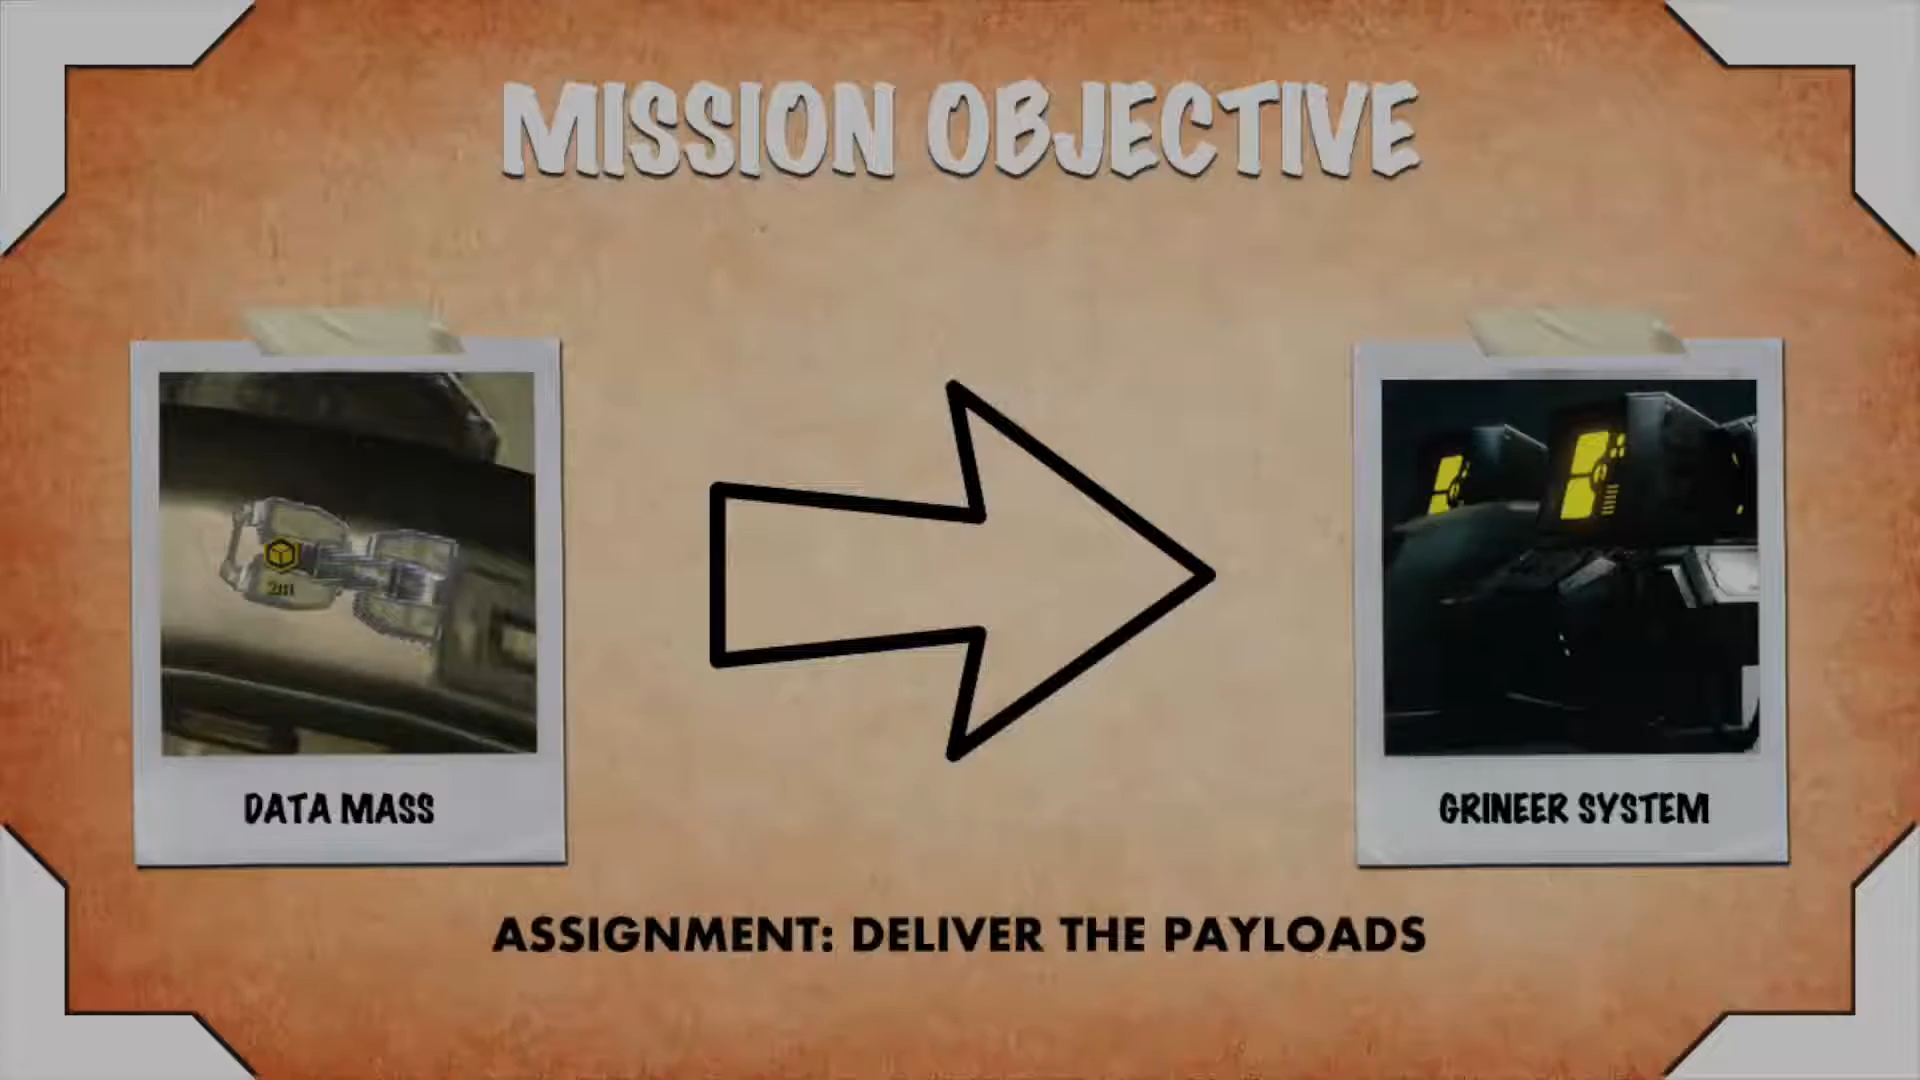 MISSION OBJECTIVE
DATA MASS
GRINEER SYSTEM
ASSIGNMENT: DELIVER THE PAYLOADS